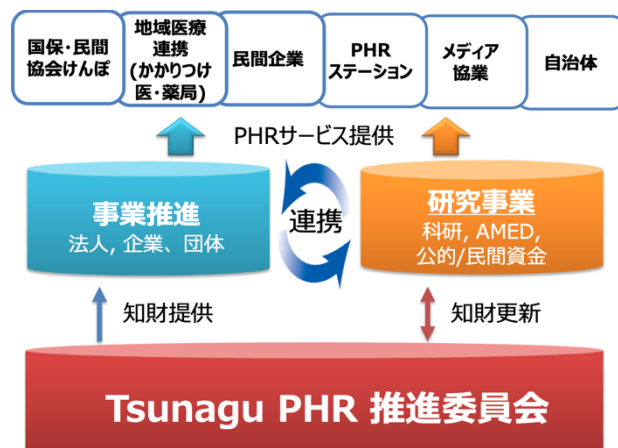 国保・民間
協会けんぽ
地域医療
連携
(かかりつけ
医・薬局)
民間企業
PHR
ステーション
メディア
協業
自治体
PHRサービス提供
事業推進
法人, 企業、団体
連携
研究事業
科研, AMED,
公的/民間資金
知財提供
知財更新
Tsunagu PHR 推進委員会